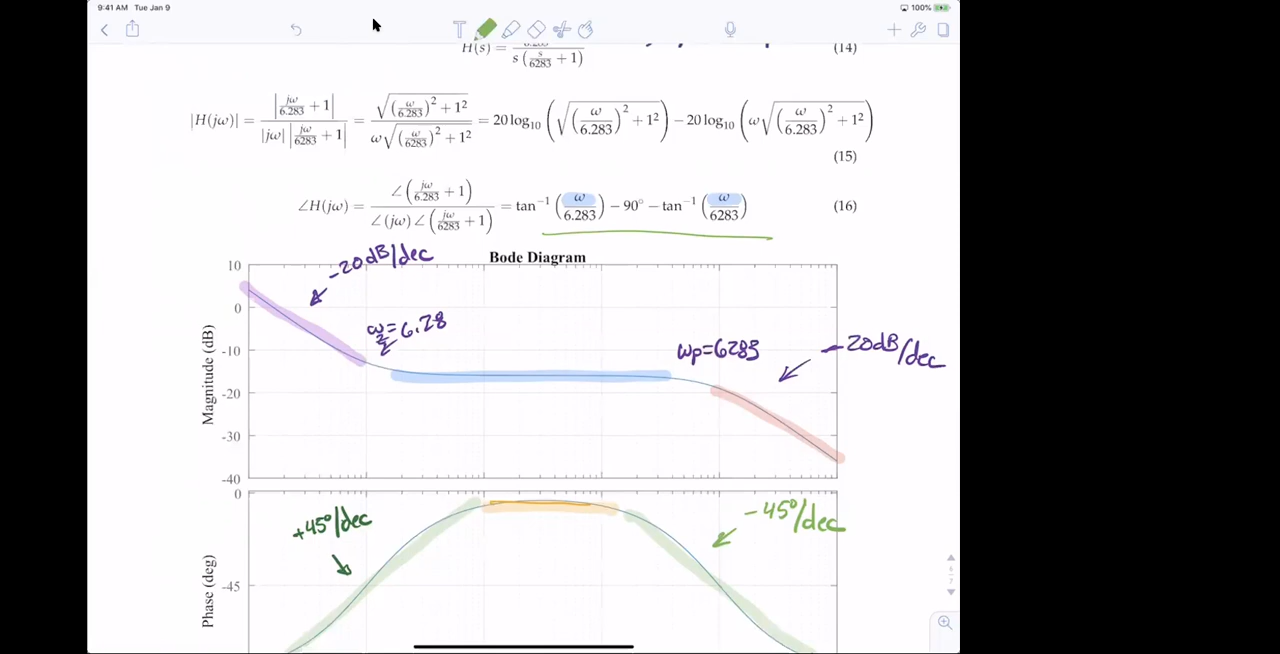 9:41 AM Tue Jan 9
100%
H(s) = 6.283 / s ( s/6283 + 1) (14)
|H(jω)| = | jω/6.283 + 1| / |jω| | jω/6283 + 1| = √((ω/6.283)² + 1²) / ω√((ω/6283)² + 1²) = 20 log₁₀ (√((ω/6.283)² + 1²)) − 20 log₁₀ (ω√((ω/6.283)² + 1²))
(15)
∠H(jω) = ∠( jω/6.283 + 1) / ∠(jω)∠( jω/6283 + 1) = tan⁻¹ (ω/6.283) − 90° − tan⁻¹ (ω/6283) (16)
Bode Diagram
-20dB/dec
ωz=6.28
ωp=6283
-20dB/dec
Magnitude (dB)
10
0
-10
-20
-30
-40
+45°/dec
-45°/dec
Phase (deg)
0
-45